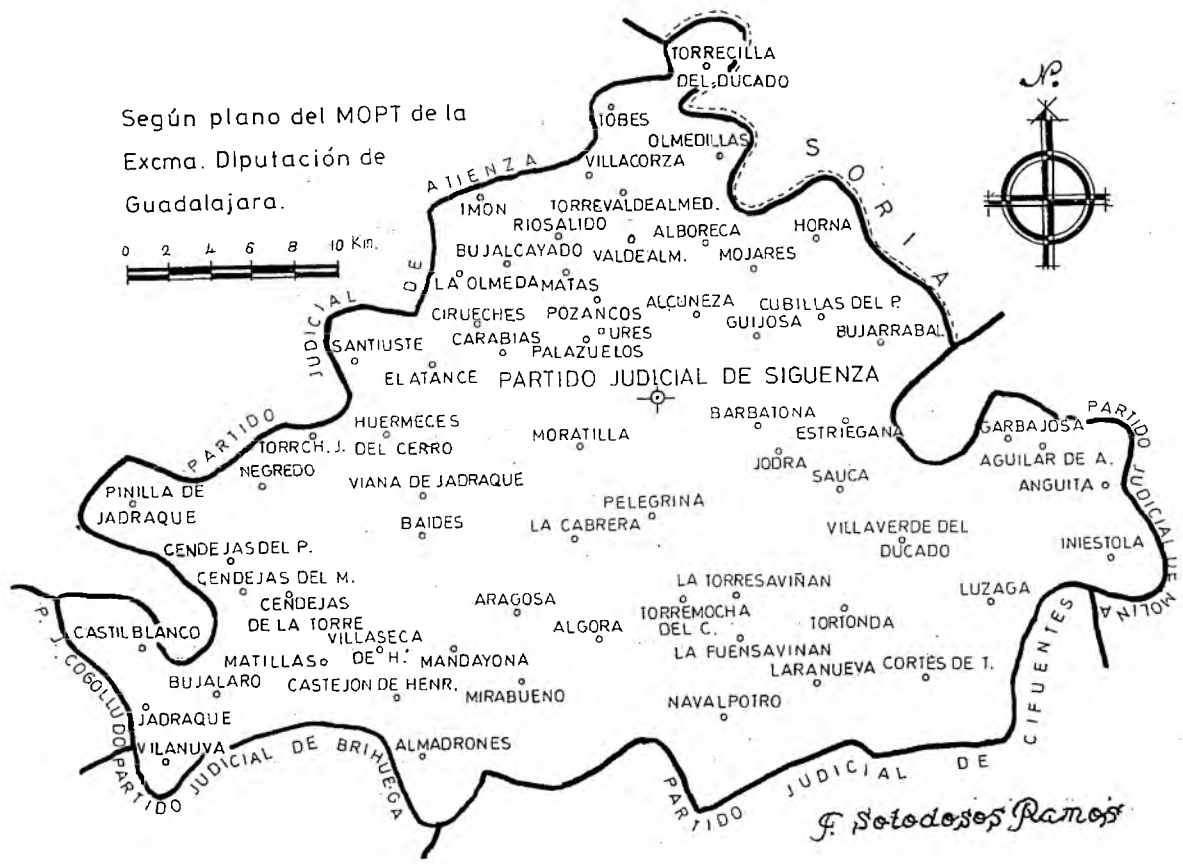 TORRECILLA
DEL DUCADO
N.
Según plano del MOPT de la
Excma. Diputación de
Guadalajara.
0 2 4 6 8 10 Km.
TOBES
OLMEDILLAS
VILLACORZA
SORIA
IMON
TORREVALDEALMED.
RIOSALIDO
ALBORECA
HORNA
BUJALCAYADO
VALDEALM.
MOJARES
LA OLMEDA
MATAS
CIRUECHES
POZANCOS
ALCUNEZA
CUBILLAS DEL P.
SANTIUSTE
CARABIAS
URES
GUIJOSA
BUJARRABAL
PALAZUELOS
EL ATANCE
PARTIDO JUDICIAL DE SIGUENZA
PARTIDO JUDICIAL DE ATIENZA
HUERMECES
DEL CERRO
BARBATONA
ESTRIEGANA
GARBAJOSA
TORRCH. J.
MORATILLA
NEGREDO
JODRA
AGUILAR DE A.
PINILLA DE
JADRAQUE
VIANA DE JADRAQUE
SAUCA
ANGUITA
PELEGRINA
BAIDES
LA CABRERA
VILLAVERDE DEL
DUCADO
INIESTOLA
PARTIDO JUDICIAL DE MOLINA
CENDEJAS DEL P.
CENDEJAS DEL M.
LA TORRESAVIÑAN
LUZAGA
CENDEJAS
DE LA TORRE
ARAGOSA
TORREMOCHA
DEL C.
TORTONDA
CASTILBLANCO
VILLASECA
DE H.
ALGORA
LA FUENSAVIÑAN
MATILLAS
MANDAYONA
LARANUEVA
CORTES DE T.
BUJALARO
CASTEJON DE HENR.
MIRABUENO
JADRAQUE
NAVALPOTRO
VILANUVA
ALMADRONES
P. J. COGOLLUDO
PARTIDO JUDICIAL DE BRIHUEGA
PARTIDO JUDICIAL DE CIFUENTES
F. Sotodosos Ramos